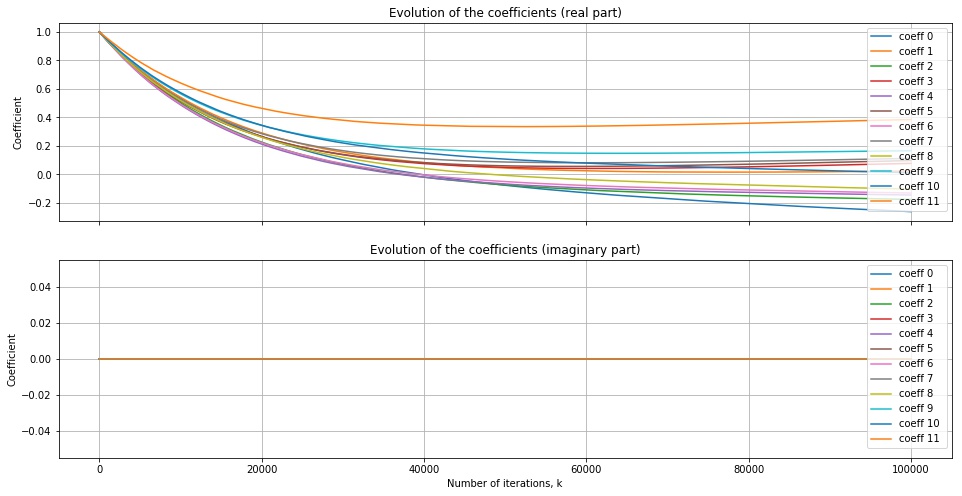 Evolution of the coefficients (real part)
1.0
0.8
0.6
0.4
0.2
0.0
−0.2
Coefficient
coeff 0
coeff 1
coeff 2
coeff 3
coeff 4
coeff 5
coeff 6
coeff 7
coeff 8
coeff 9
coeff 10
coeff 11
Evolution of the coefficients (imaginary part)
0.04
0.02
0.00
−0.02
−0.04
Coefficient
coeff 0
coeff 1
coeff 2
coeff 3
coeff 4
coeff 5
coeff 6
coeff 7
coeff 8
coeff 9
coeff 10
coeff 11
0 20000 40000 60000 80000 100000
Number of iterations, k